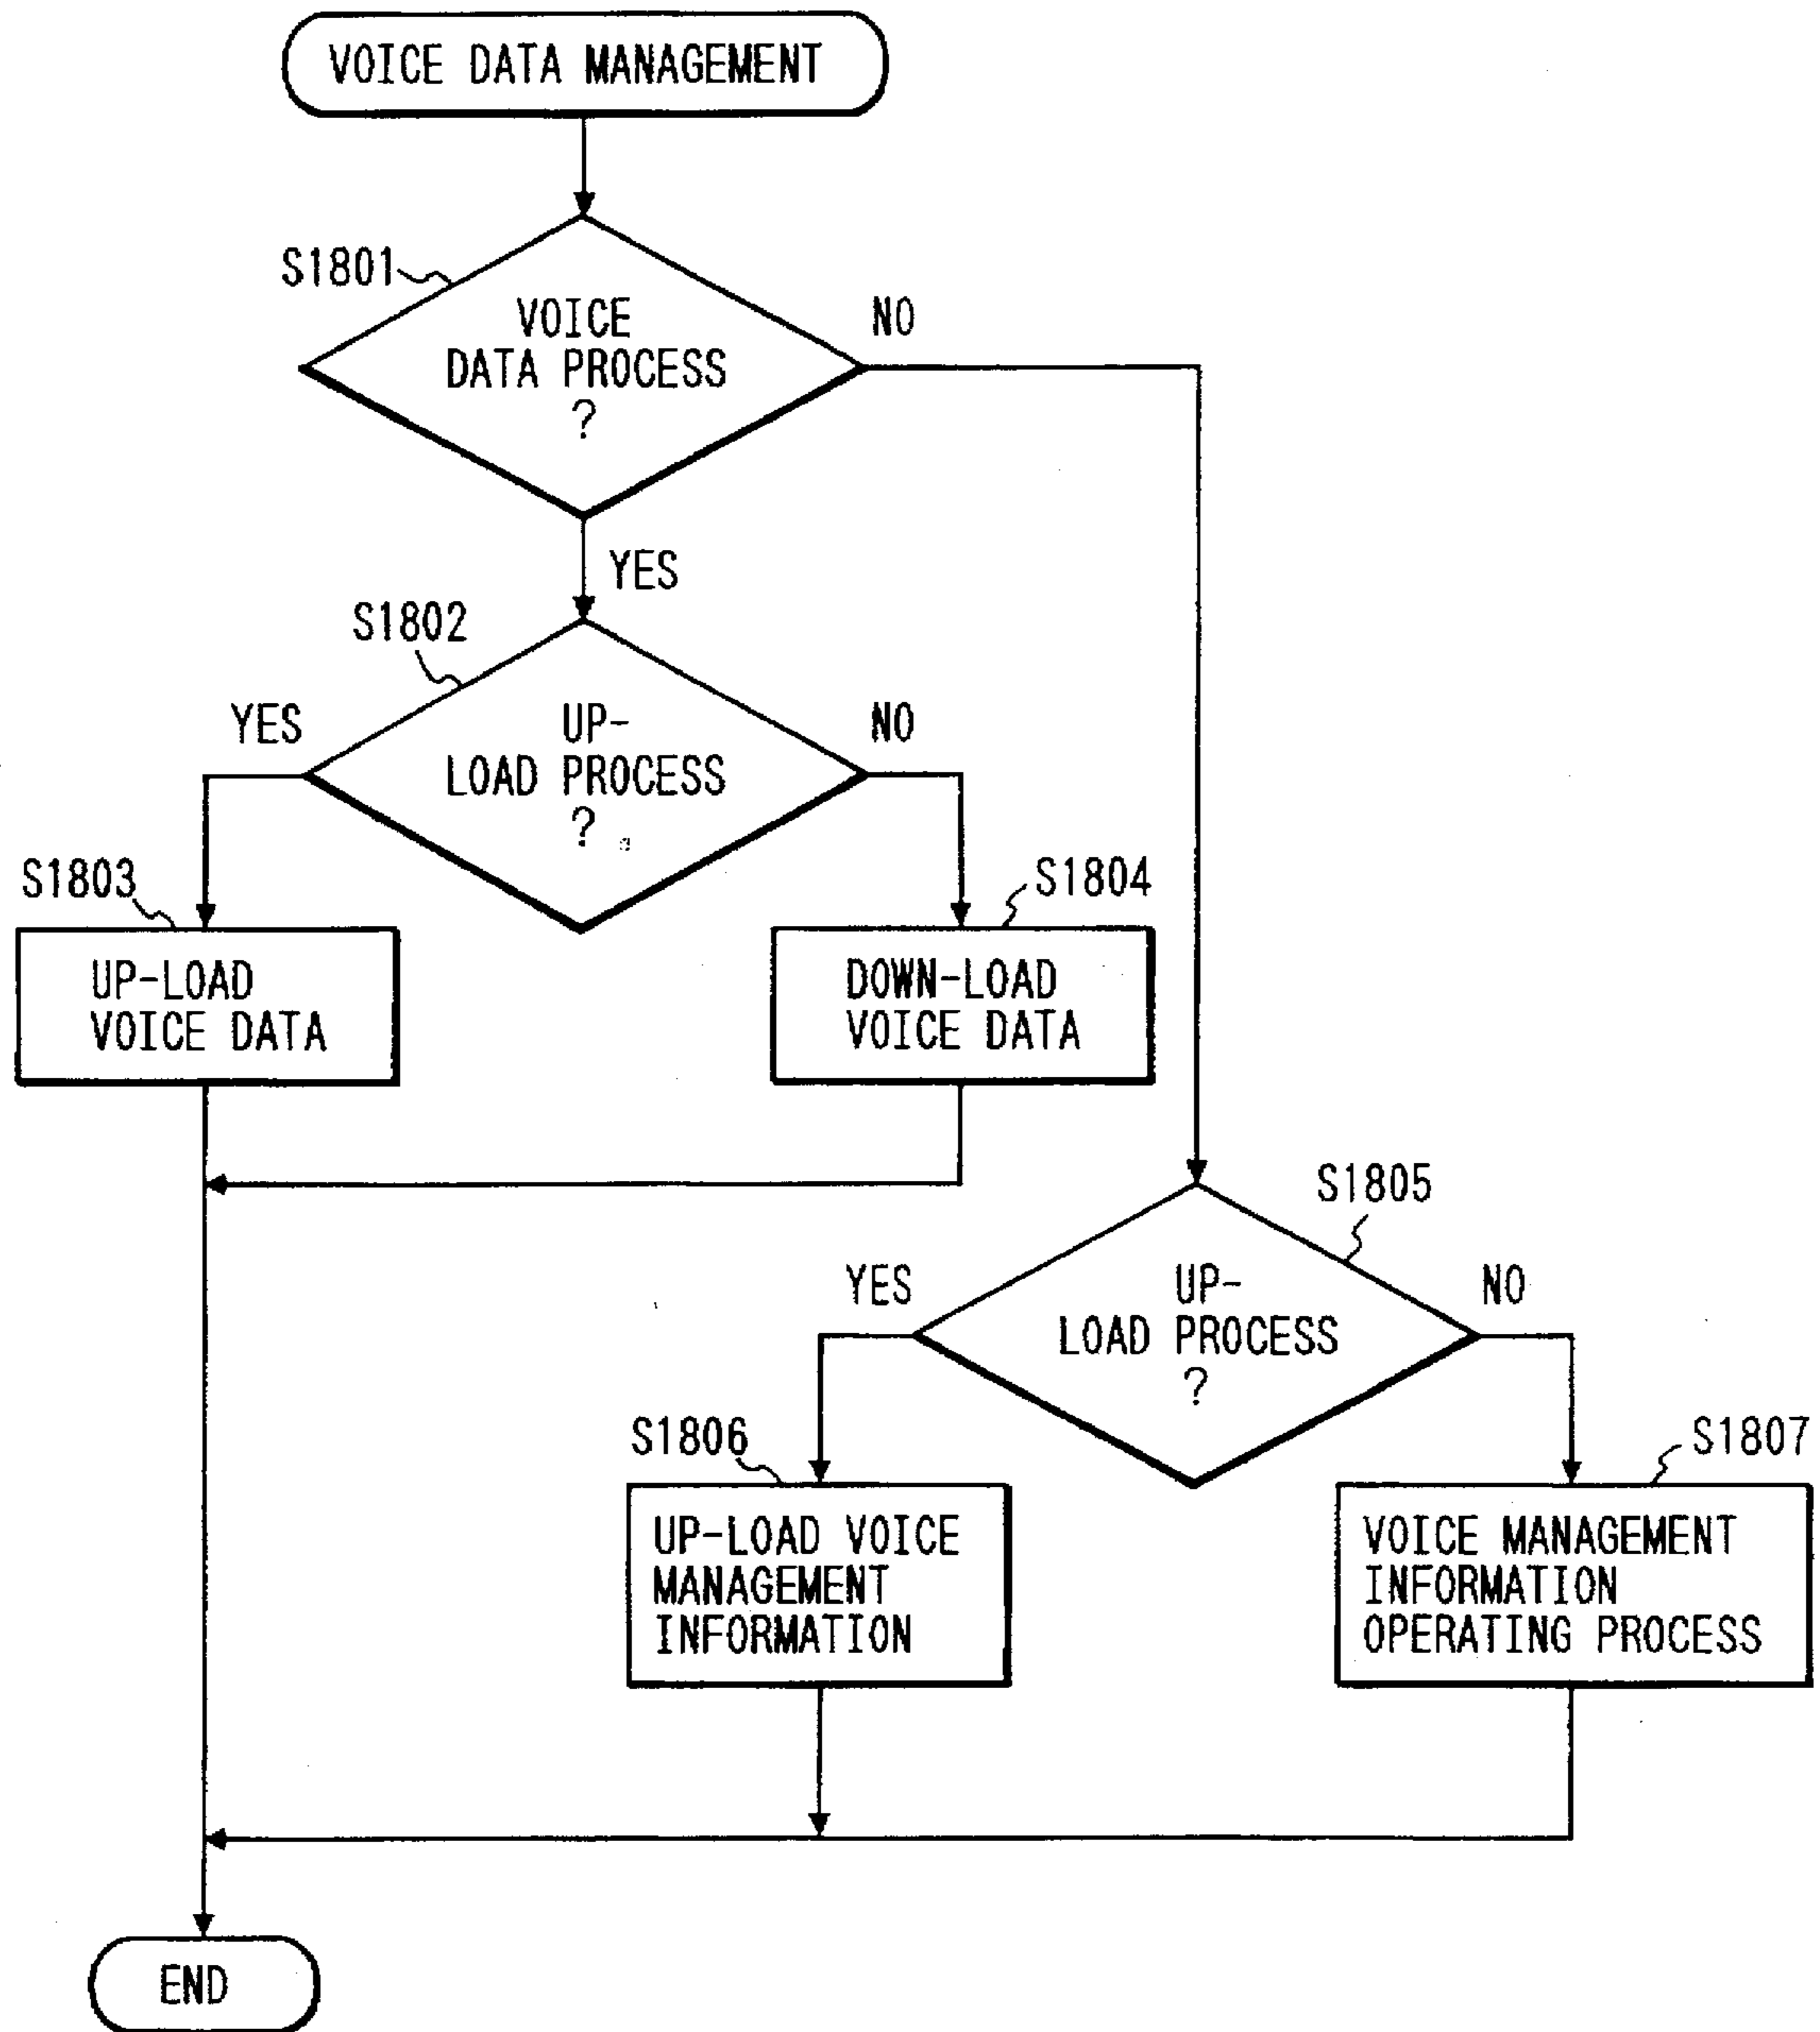 VOICE DATA MANAGEMENT
S1801
VOICE
DATA PROCESS
?
NO
YES
S1802
UP-
LOAD PROCESS
?
YES
NO
S1803
UP-LOAD
VOICE DATA
S1804
DOWN-LOAD
VOICE DATA
S1805
UP-
LOAD PROCESS
?
YES
NO
S1806
UP-LOAD VOICE
MANAGEMENT
INFORMATION
S1807
VOICE MANAGEMENT
INFORMATION
OPERATING PROCESS
END